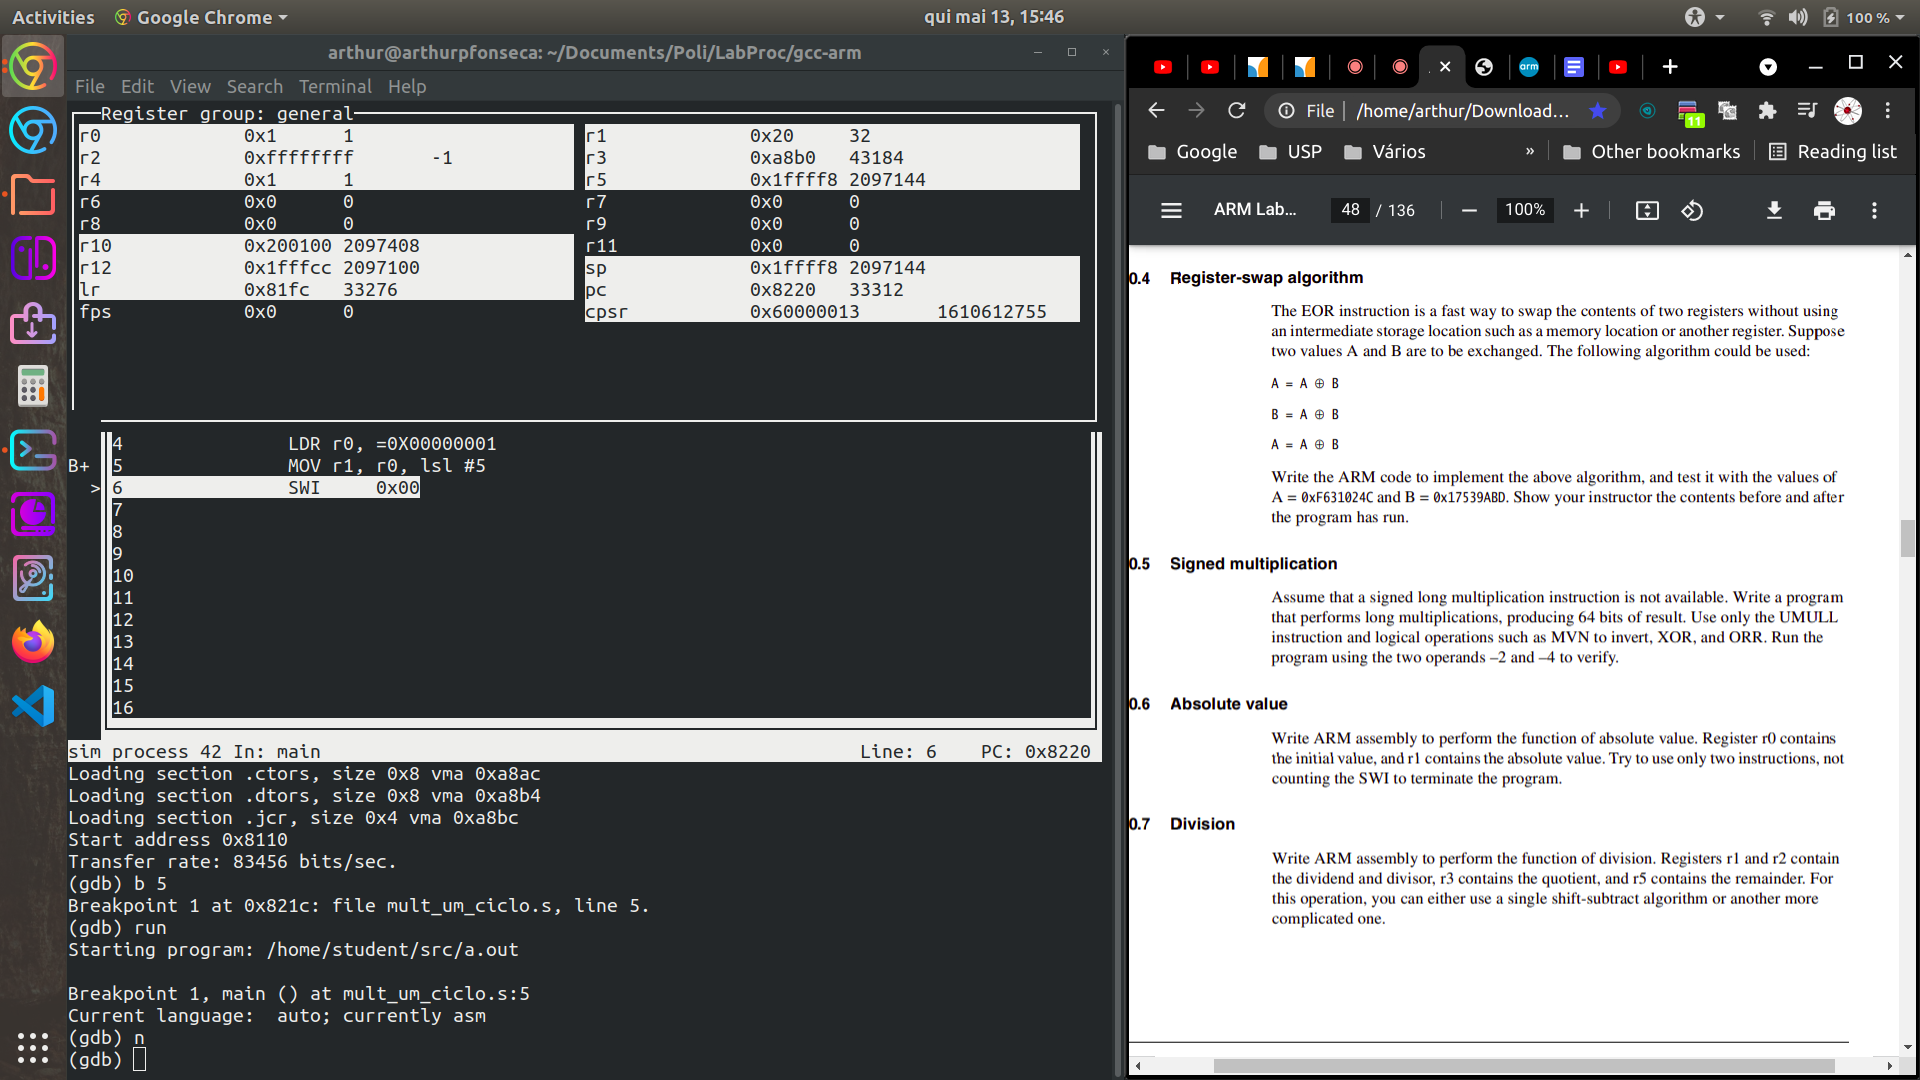 Activities Google Chrome qui mai 13, 15:46 100 %
arthur@arthurpfonseca: ~/Documents/Poli/LabProc/gcc-arm
File Edit View Search Terminal Help
Register group: general
r0 0x1 1 r1 0x20 32
r2 0xffffffff -1 r3 0xa8b0 43184
r4 0x1 1 r5 0x1ffff8 2097144
r6 0x0 0 r7 0x0 0
r8 0x0 0 r9 0x0 0
r10 0x200100 2097408 r11 0x0 0
r12 0x1fffcc 2097100 sp 0x1ffff8 2097144
lr 0x81fc 33276 pc 0x8220 33312
fps 0x0 0 cpsr 0x60000013 1610612755
4 LDR r0, =0X00000001
B+ 5 MOV r1, r0, lsl #5
> 6 SWI 0x00
7
8
9
10
11
12
13
14
15
16
sim process 42 In: main Line: 6 PC: 0x8220
Loading section .ctors, size 0x8 vma 0xa8ac
Loading section .dtors, size 0x8 vma 0xa8b4
Loading section .jcr, size 0x4 vma 0xa8bc
Start address 0x8110
Transfer rate: 83456 bits/sec.
(gdb) b 5
Breakpoint 1 at 0x821c: file mult_um_ciclo.s, line 5.
(gdb) run
Starting program: /home/student/src/a.out
Breakpoint 1, main () at mult_um_ciclo.s:5
Current language: auto; currently asm
(gdb) n
(gdb)
arm
File /home/arthur/Download... 11
Google USP Vários » Other bookmarks Reading list
ARM Lab... 48 / 136 100%
0.4 Register-swap algorithm
The EOR instruction is a fast way to swap the contents of two registers without using
an intermediate storage location such as a memory location or another register. Suppose
two values A and B are to be exchanged. The following algorithm could be used:
A = A ⊕ B
B = A ⊕ B
A = A ⊕ B
Write the ARM code to implement the above algorithm, and test it with the values of
A = 0xF631024C and B = 0x17539ABD. Show your instructor the contents before and after
the program has run.
0.5 Signed multiplication
Assume that a signed long multiplication instruction is not available. Write a program
that performs long multiplications, producing 64 bits of result. Use only the UMULL
instruction and logical operations such as MVN to invert, XOR, and ORR. Run the
program using the two operands –2 and –4 to verify.
0.6 Absolute value
Write ARM assembly to perform the function of absolute value. Register r0 contains
the initial value, and r1 contains the absolute value. Try to use only two instructions, not
counting the SWI to terminate the program.
0.7 Division
Write ARM assembly to perform the function of division. Registers r1 and r2 contain
the dividend and divisor, r3 contains the quotient, and r5 contains the remainder. For
this operation, you can either use a single shift-subtract algorithm or another more
complicated one.